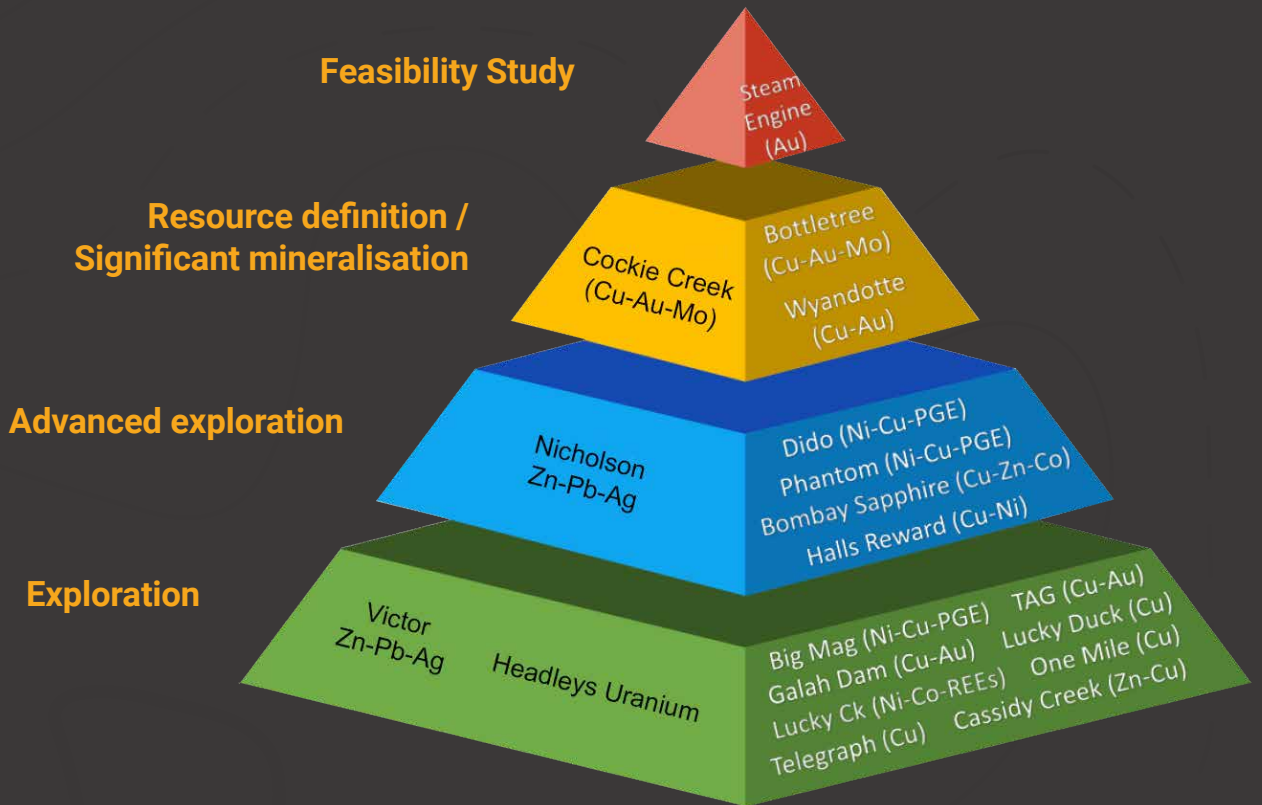 Feasibility Study
Steam
Engine
(Au)
Resource definition /
Significant mineralisation
Cockie Creek
(Cu-Au-Mo)
Bottletree
(Cu-Au-Mo)
Wyandotte
(Cu-Au)
Advanced exploration
Nicholson
Zn-Pb-Ag
Dido (Ni-Cu-PGE)
Phantom (Ni-Cu-PGE)
Bombay Sapphire (Cu-Zn-Co)
Halls Reward (Cu-Ni)
Exploration
Victor
Zn-Pb-Ag
Headleys Uranium
Big Mag (Ni-Cu-PGE) TAG (Cu-Au)
Galah Dam (Cu-Au) Lucky Duck (Cu)
Lucky Ck (Ni-Co-REEs) One Mile (Cu)
Telegraph (Cu) Cassidy Creek (Zn-Cu)